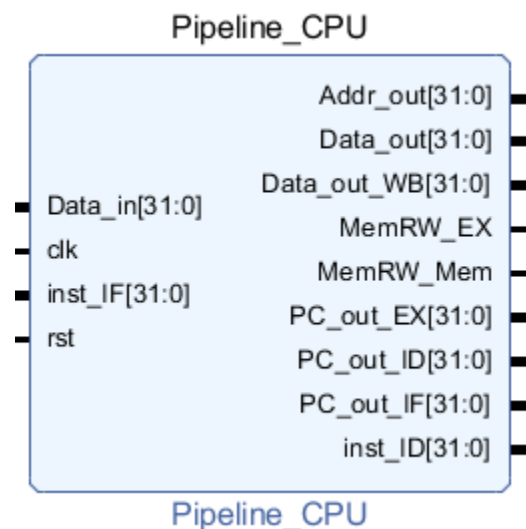 Pipeline_CPU
Data_in[31:0]
clk
inst_IF[31:0]
rst
Addr_out[31:0]
Data_out[31:0]
Data_out_WB[31:0]
MemRW_EX
MemRW_Mem
PC_out_EX[31:0]
PC_out_ID[31:0]
PC_out_IF[31:0]
inst_ID[31:0]
Pipeline_CPU